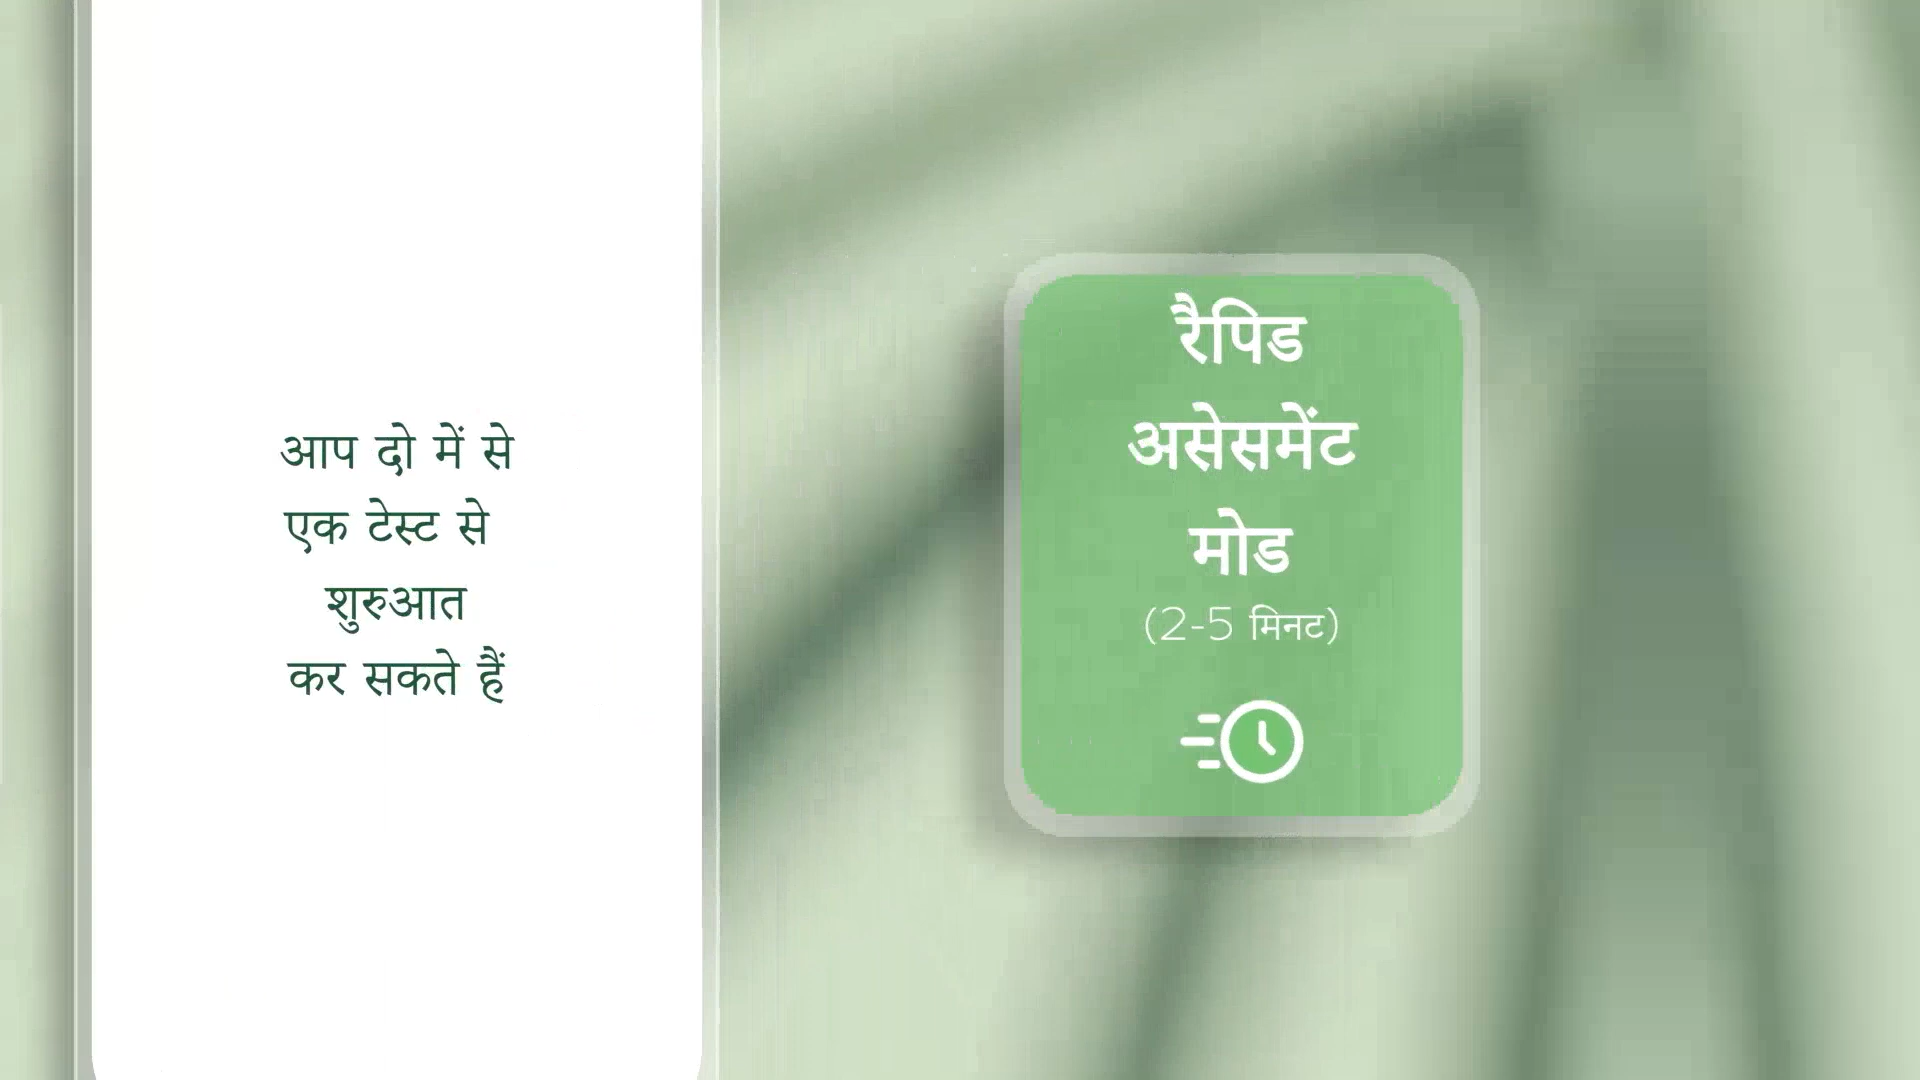 आप दो में से
एक टेस्ट से
शुरुआत
कर सकते हैं
रैपिड
असेसमेंट
मोड
(2-5 मिनट)